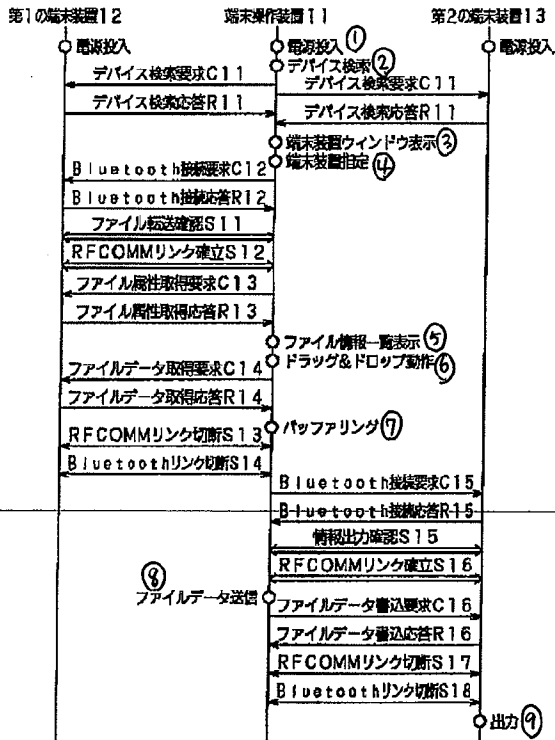 第1の端末装置12 端末操作装置11 第2の端末装置13
電源投入 電源投入 ① 電源投入
デバイス検索 ②
デバイス検索要求C11 デバイス検索要求C11
デバイス検索応答R11 デバイス検索応答R11
端末装置ウィンドウ表示 ③
端末装置指定 ④
Bluetooth接続要求C12
Bluetooth接続応答R12
ファイル転送確認S11
RFCOMMリンク確立S12
ファイル属性取得要求C13
ファイル属性取得応答R13
ファイル情報一覧表示 ⑤
ドラッグ&ドロップ動作 ⑥
ファイルデータ取得要求C14
ファイルデータ取得応答R14
バッファリング ⑦
RFCOMMリンク切断S13
Bluetoothリンク切断S14
Bluetooth接続要求C15
Bluetooth接続応答R15
情報出力確認S15
RFCOMMリンク確立S16
⑧
ファイルデータ送信
ファイルデータ書込要求C16
ファイルデータ書込応答R16
RFCOMMリンク切断S17
Bluetoothリンク切断S18
出力 ⑨